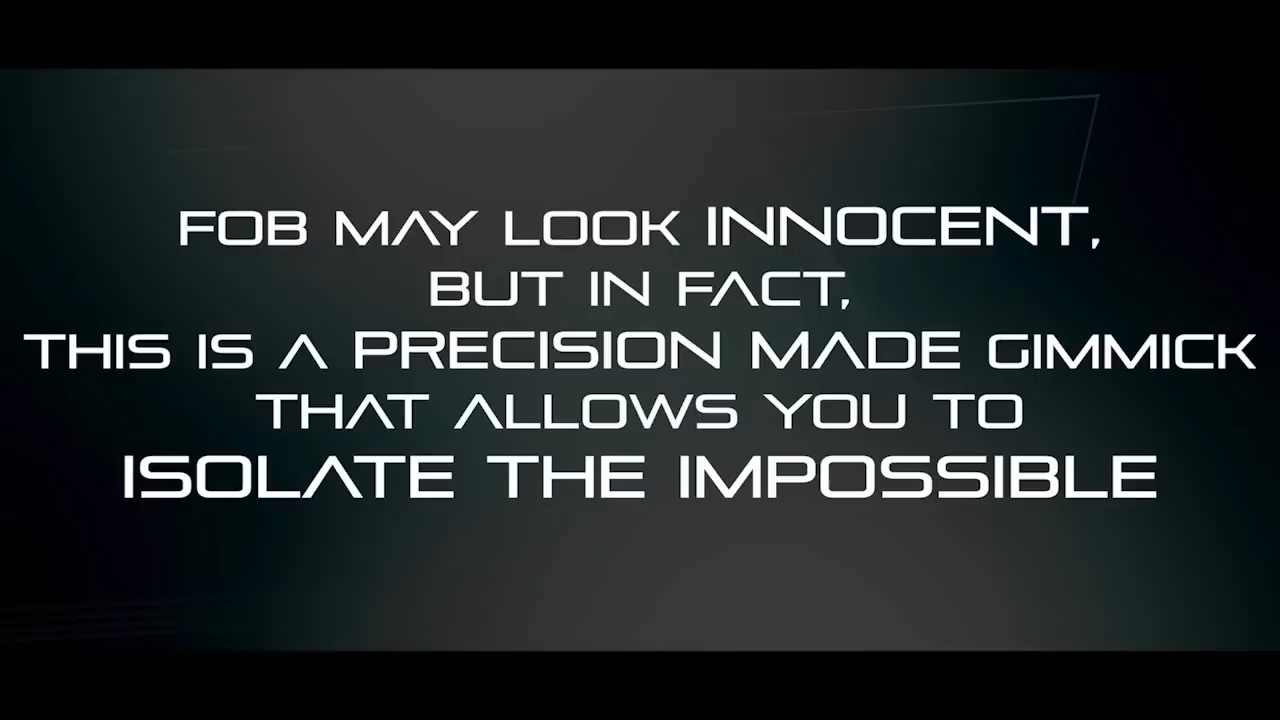 FOB MAY LOOK INNOCENT,
BUT IN FACT,
THIS IS A PRECISION MADE GIMMICK
THAT ALLOWS YOU TO
ISOLATE THE IMPOSSIBLE